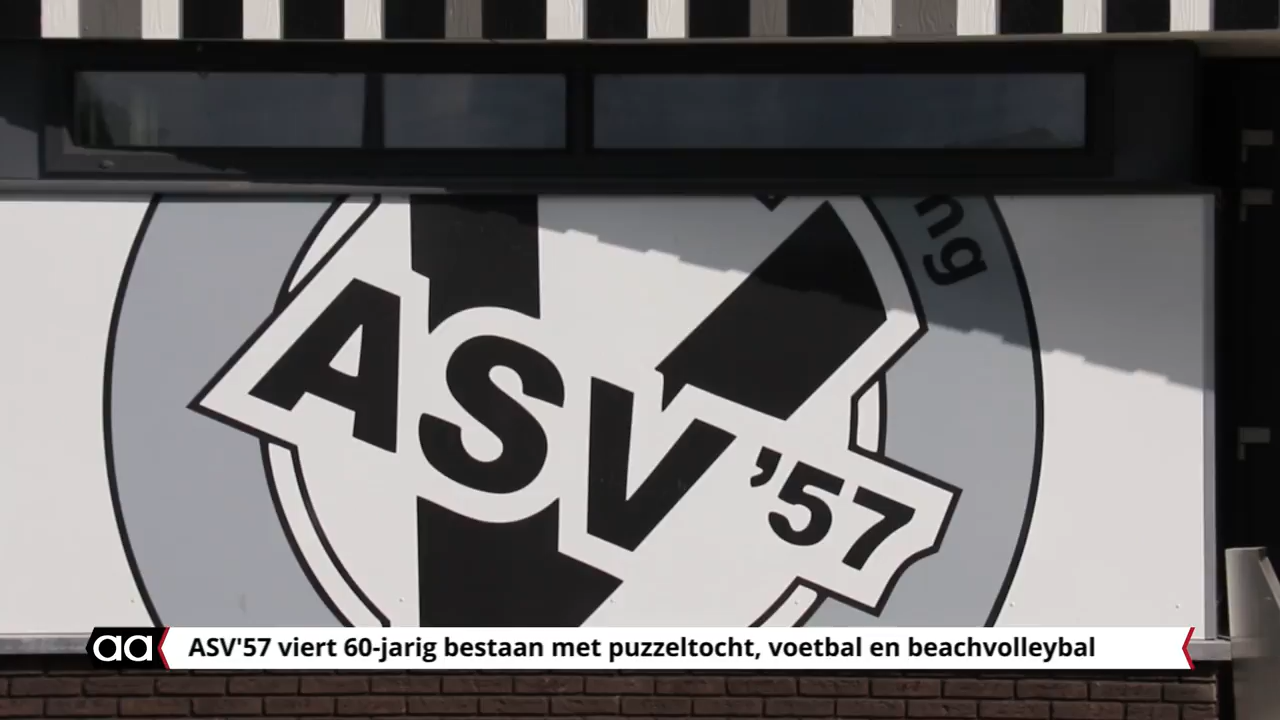 ng
ASV '57
aa
ASV'57 viert 60-jarig bestaan met puzzeltocht, voetbal en beachvolleybal